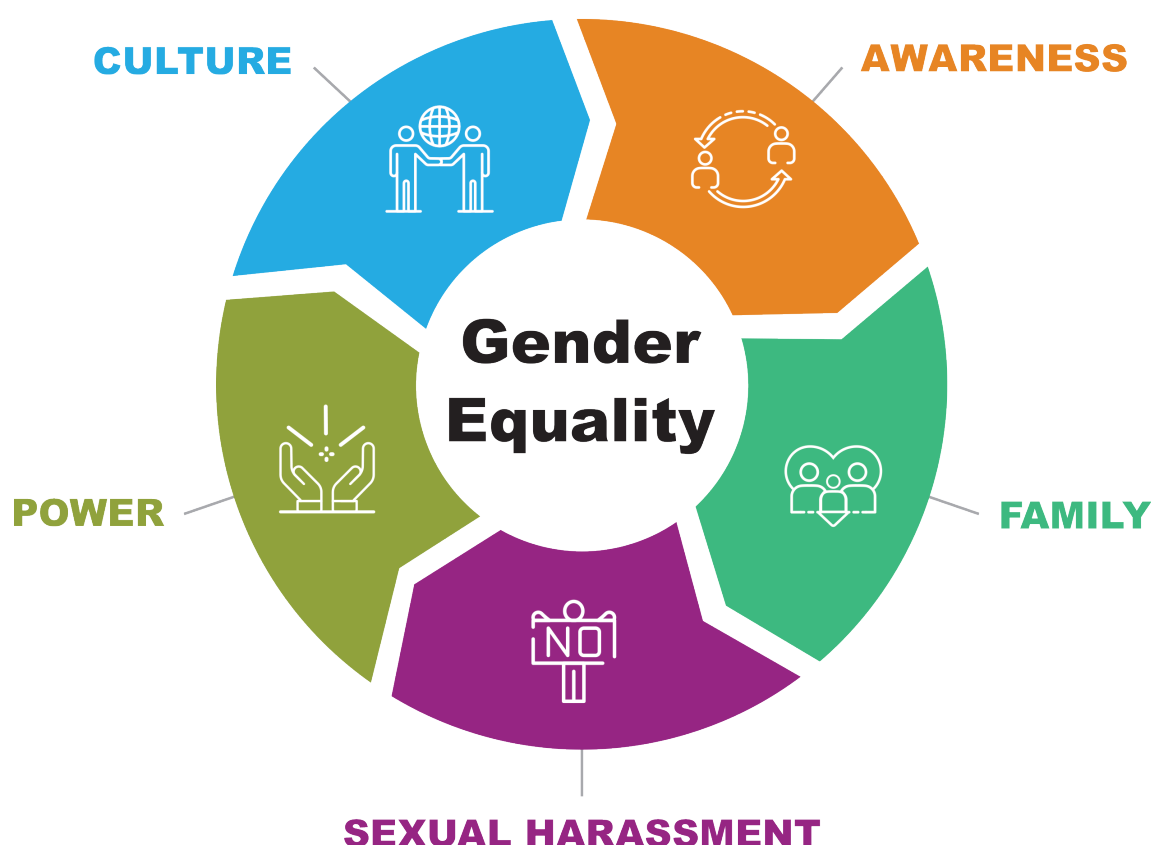 CULTURE
AWARENESS
Gender
Equality
POWER
FAMILY
NO
SEXUAL HARASSMENT